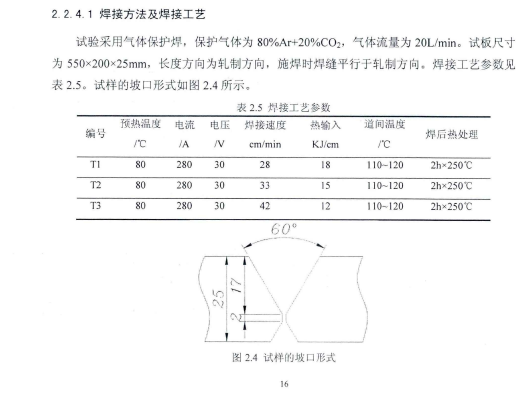 2.2.4.1 焊接方法及焊接工艺
试验采用气体保护焊，保护气体为 80%Ar+20%CO₂，气体流量为 20L/min。试板尺寸
为 550×200×25mm，长度方向为轧制方向，施焊时焊缝平行于轧制方向。焊接工艺参数见
表 2.5。试样的坡口形式如图 2.4 所示。
表 2.5 焊接工艺参数
编号 预热温度 /℃ 电流 /A 电压 /V 焊接速度 cm/min 热输入 KJ/cm 道间温度 /℃ 焊后热处理
T1 80 280 30 28 18 110~120 2h×250℃
T2 80 280 30 33 15 110~120 2h×250℃
T3 80 280 30 42 12 110~120 2h×250℃
60°
25
17
2
图 2.4 试样的坡口形式
16